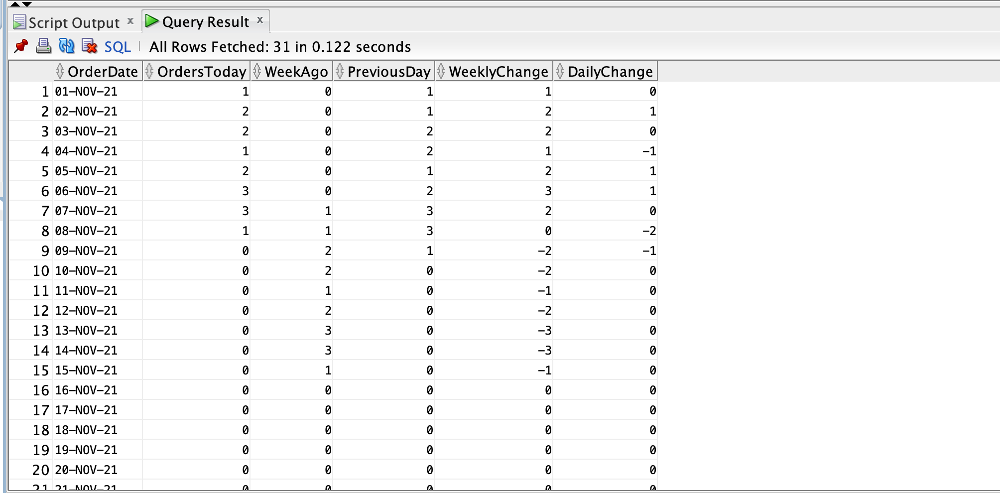 Script Output x Query Result x
SQL All Rows Fetched: 31 in 0.122 seconds
OrderDate OrdersToday WeekAgo PreviousDay WeeklyChange DailyChange
1 01-NOV-21 1 0 1 1 0
2 02-NOV-21 2 0 1 2 1
3 03-NOV-21 2 0 2 2 0
4 04-NOV-21 1 0 2 1 -1
5 05-NOV-21 2 0 1 2 1
6 06-NOV-21 3 0 2 3 1
7 07-NOV-21 3 1 3 2 0
8 08-NOV-21 1 1 3 0 -2
9 09-NOV-21 0 2 1 -2 -1
10 10-NOV-21 0 2 0 -2 0
11 11-NOV-21 0 1 0 -1 0
12 12-NOV-21 0 2 0 -2 0
13 13-NOV-21 0 3 0 -3 0
14 14-NOV-21 0 3 0 -3 0
15 15-NOV-21 0 1 0 -1 0
16 16-NOV-21 0 0 0 0 0
17 17-NOV-21 0 0 0 0 0
18 18-NOV-21 0 0 0 0 0
19 19-NOV-21 0 0 0 0 0
20 20-NOV-21 0 0 0 0 0
21 21-NOV-21 0 0 0 0 0